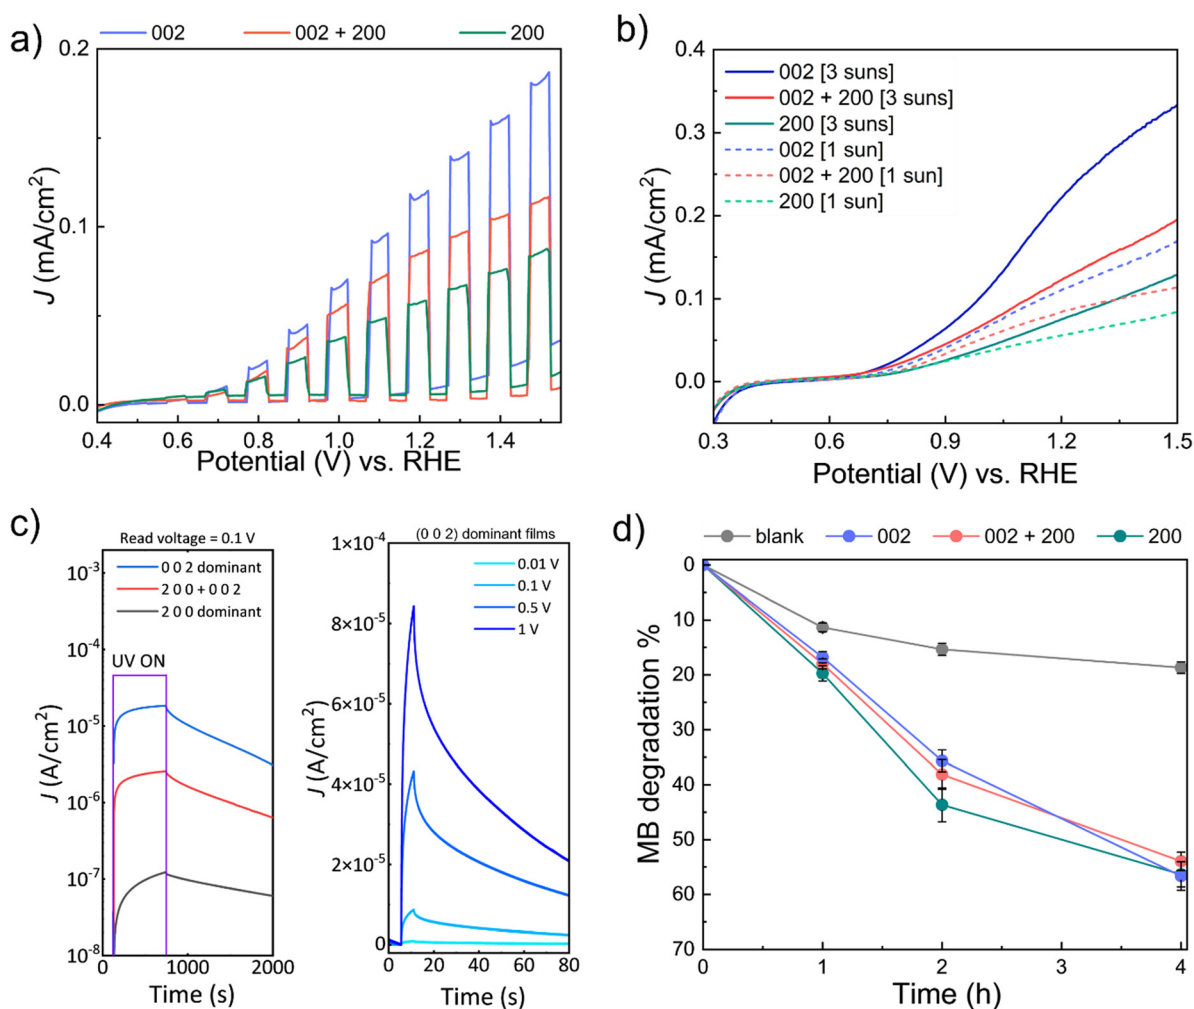 a)
002
002 + 200
200
0.2
0.1
0.0
J (mA/cm²)
0.4
0.6
0.8
1.0
1.2
1.4
Potential (V) vs. RHE
b)
002 [3 suns]
002 + 200 [3 suns]
200 [3 suns]
002 [1 sun]
002 + 200 [1 sun]
200 [1 sun]
0.4
0.3
0.2
0.1
0.0
J (mA/cm²)
0.3
0.6
0.9
1.2
1.5
Potential (V) vs. RHE
c)
Read voltage = 0.1 V
0 0 2 dominant
2 0 0 + 0 0 2
2 0 0 dominant
UV ON
10⁻³
10⁻⁴
10⁻⁵
10⁻⁶
10⁻⁷
10⁻⁸
J (A/cm²)
0
1000
2000
Time (s)
(0 0 2) dominant films
0.01 V
0.1 V
0.5 V
1 V
1×10⁻⁴
8×10⁻⁵
6×10⁻⁵
4×10⁻⁵
2×10⁻⁵
0
J (A/cm²)
0
20
40
60
80
Time (s)
d)
blank
002
002 + 200
200
0
10
20
30
40
50
60
70
MB degradation %
0
1
2
3
4
Time (h)